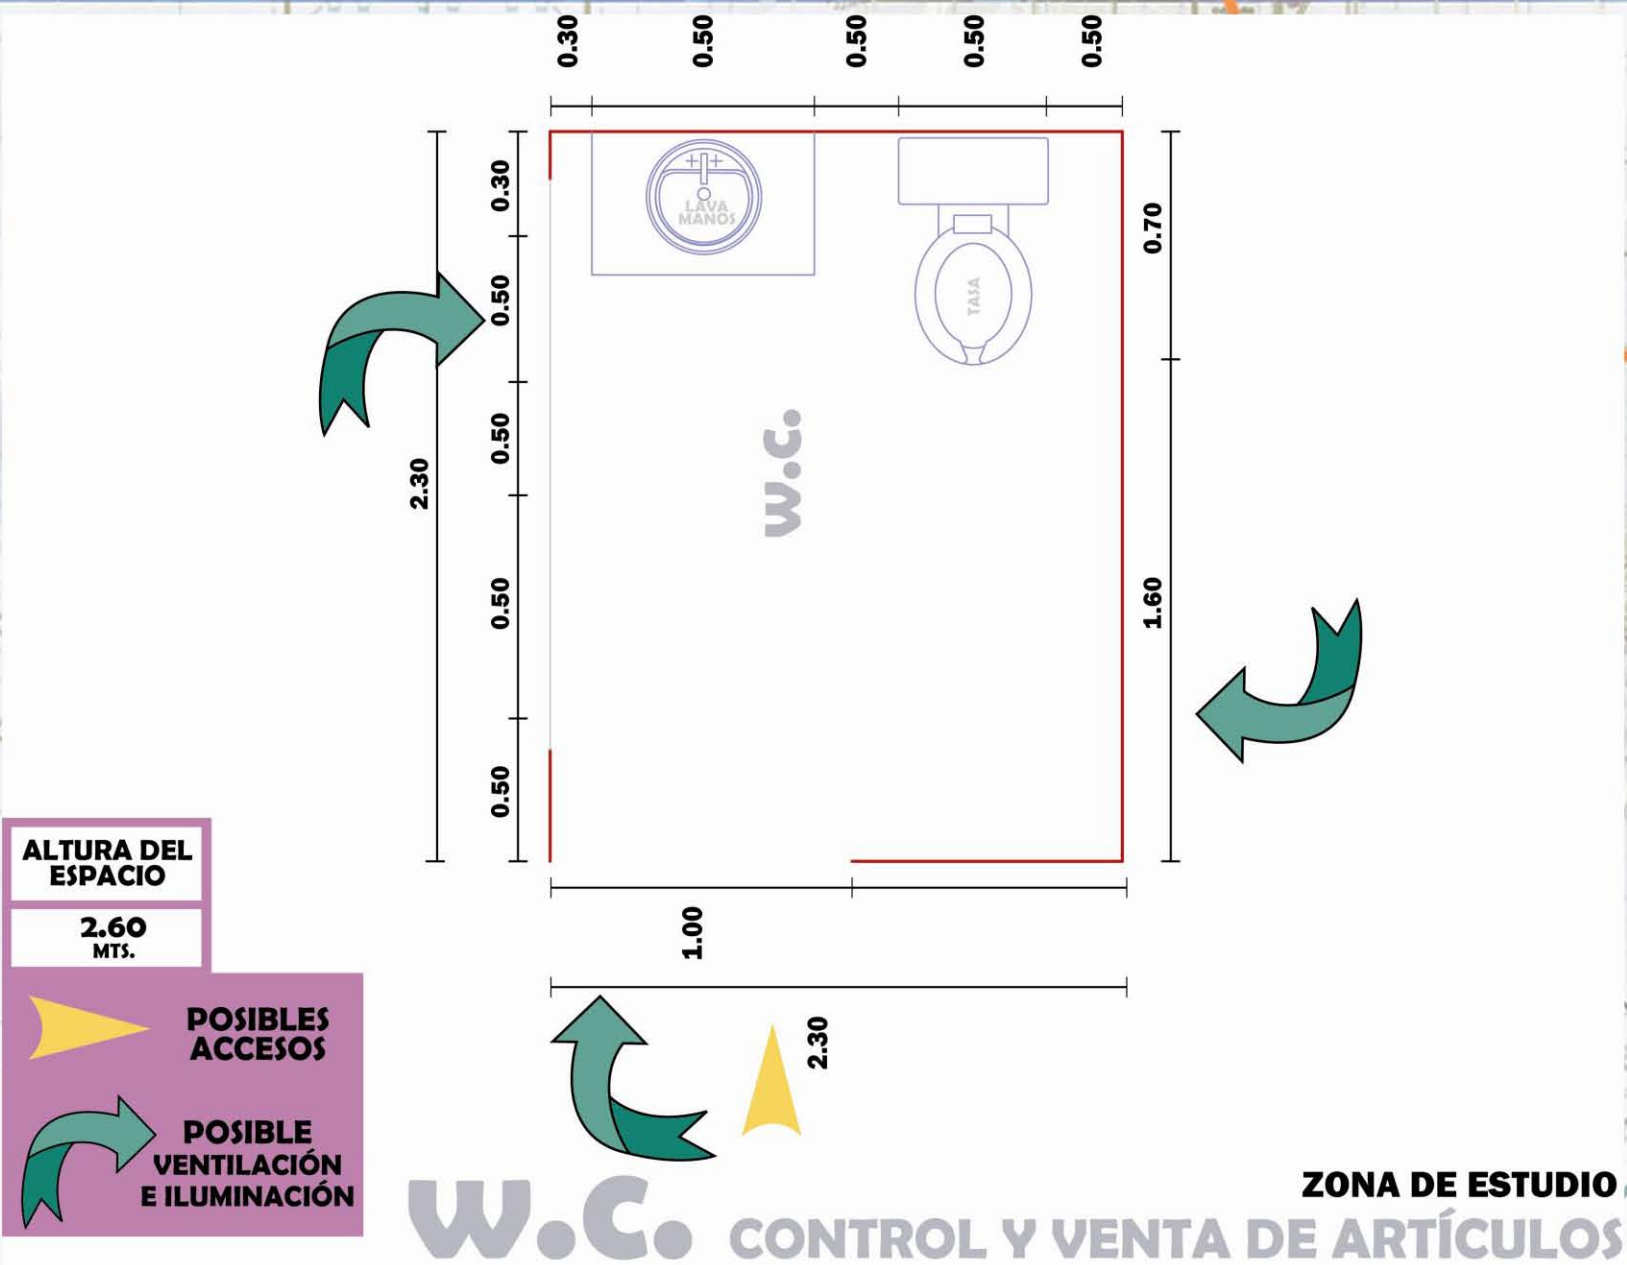 0.30
0.50
0.50
0.50
0.50
0.30
0.50
0.50
0.50
0.50
2.30
0.70
1.60
LAVA
MANOS
TASA
W.C.
1.00
2.30
ALTURA DEL
ESPACIO
2.60
MTS.
POSIBLES
ACCESOS
POSIBLE
VENTILACIÓN
E ILUMINACIÓN
ZONA DE ESTUDIO
W.C. CONTROL Y VENTA DE ARTÍCULOS